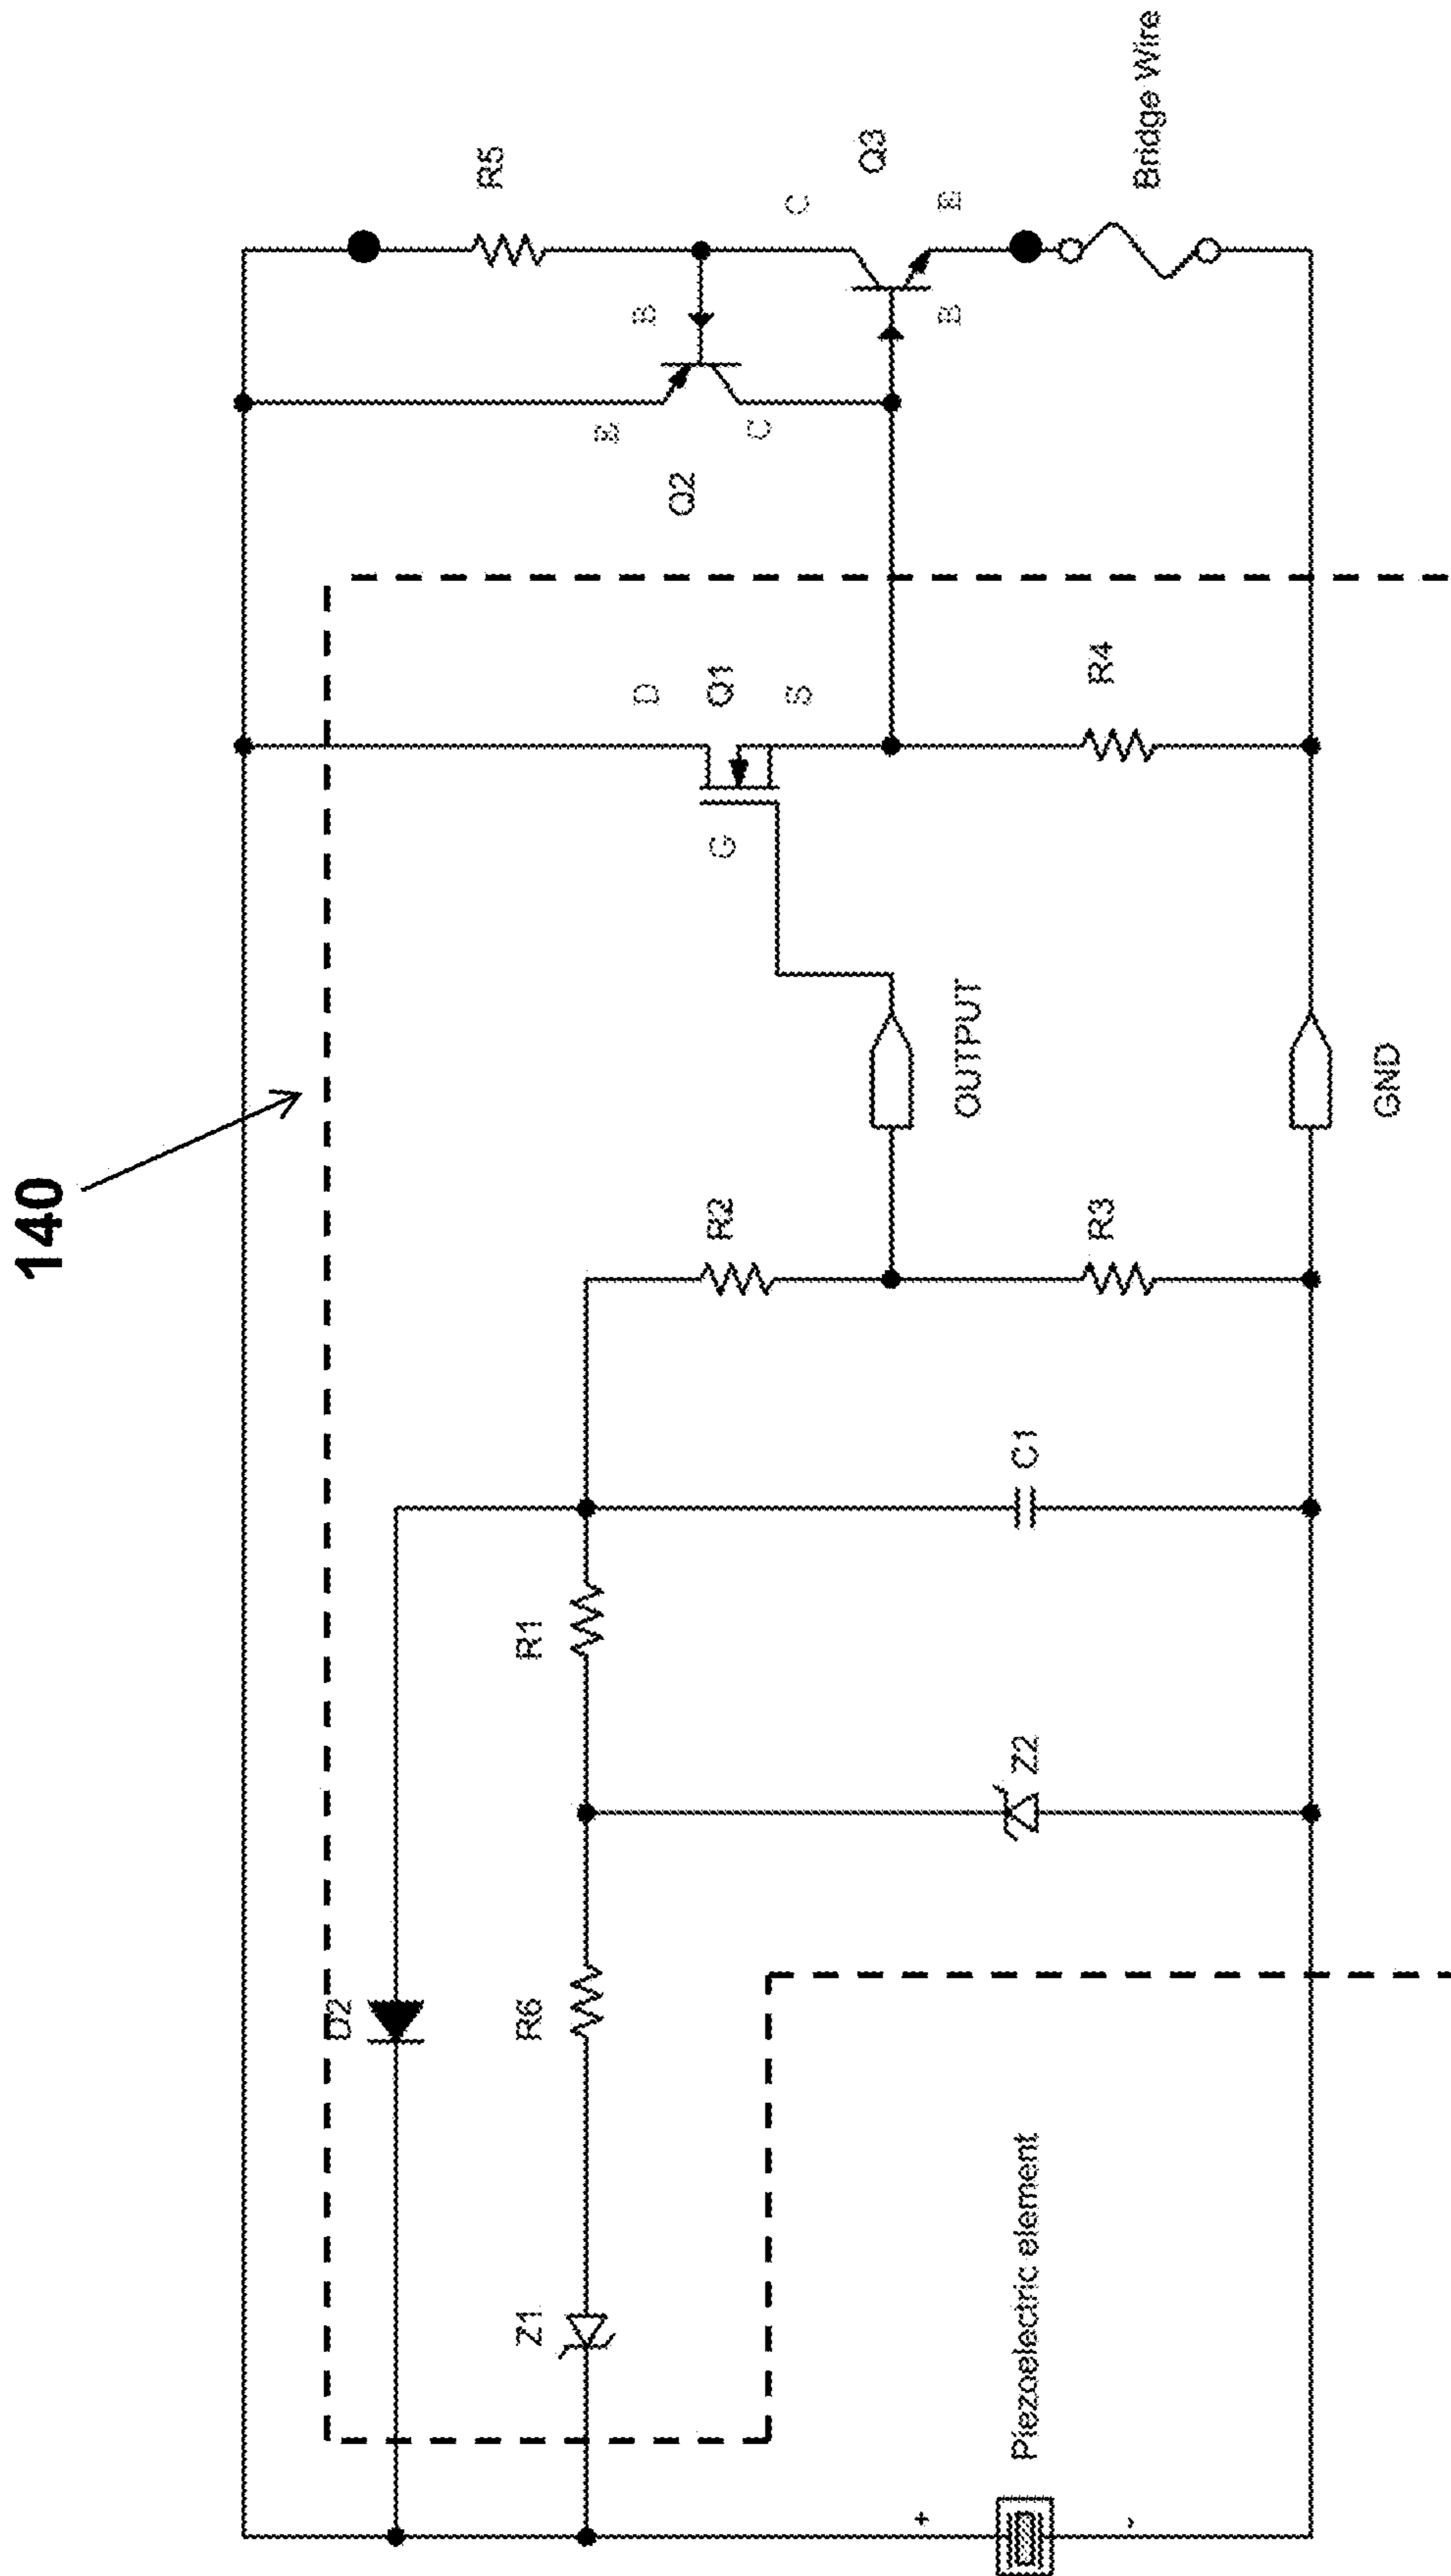 140
D2
Z1
R6
R1
R2
OUTPUT
G
D
Q1
S
Q2
E
C
B
R5
C
Q3
B
E
Bridge Wire
+
Piezoelectric element
-
Z2
C1
R3
R4
GND